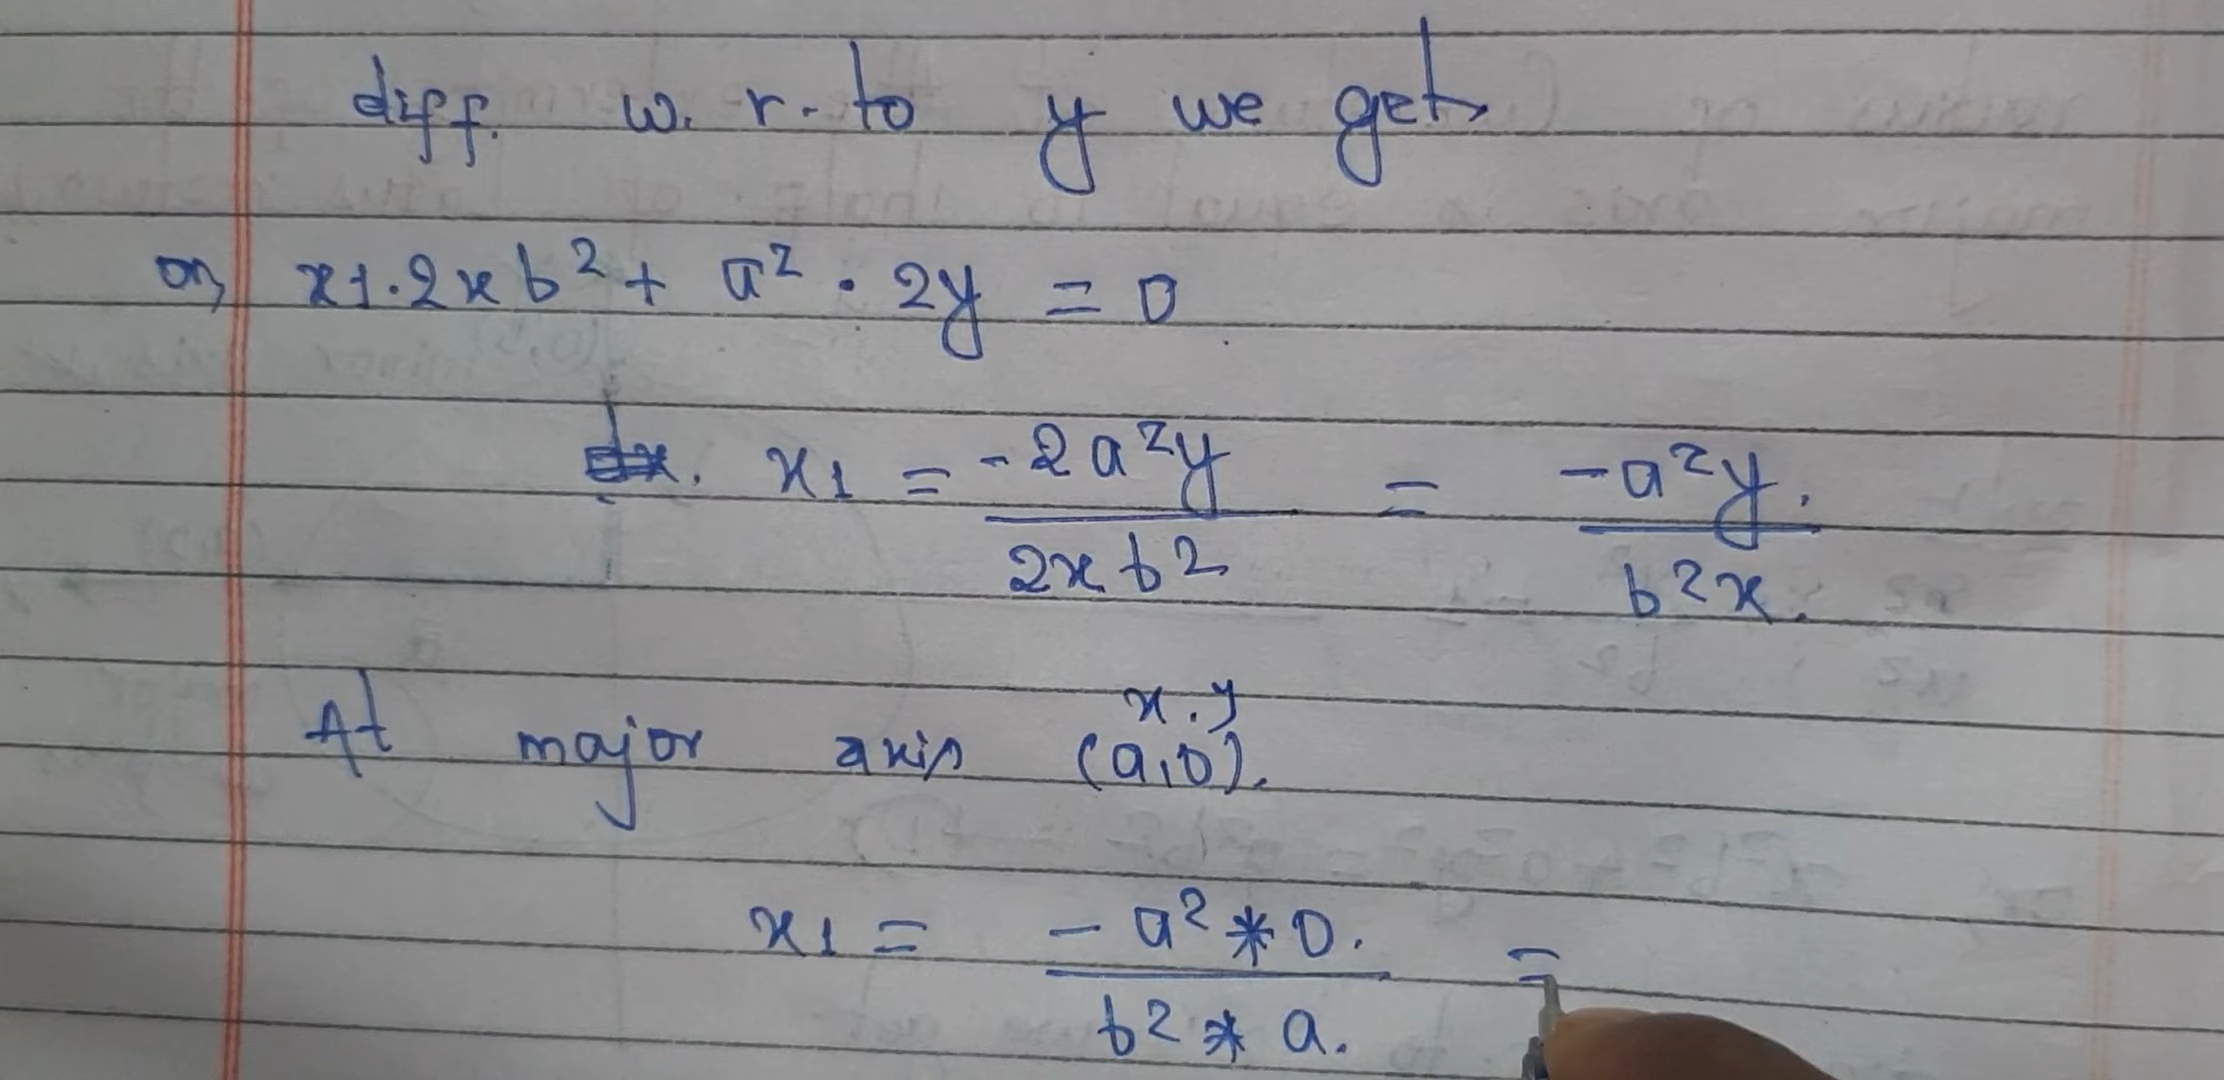 diff. w. r. to y we get,
or, x1.2xb² + a² . 2y = 0
x1 = -2a²y / 2xb² = -a²y. / b²x.
x.y
At major axis (a,0).
x1 = -a² * 0. / b² * a. =